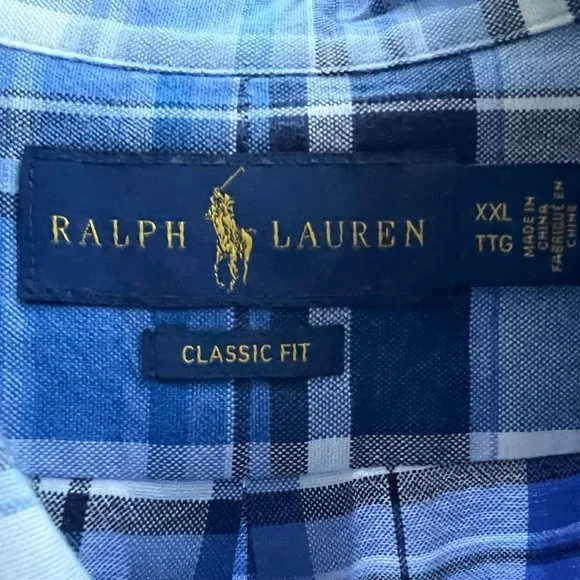 RALPH LAUREN
XXL
TTG
MADE IN
CHINA
FABRIQUÉ EN
CHINE
CLASSIC FIT